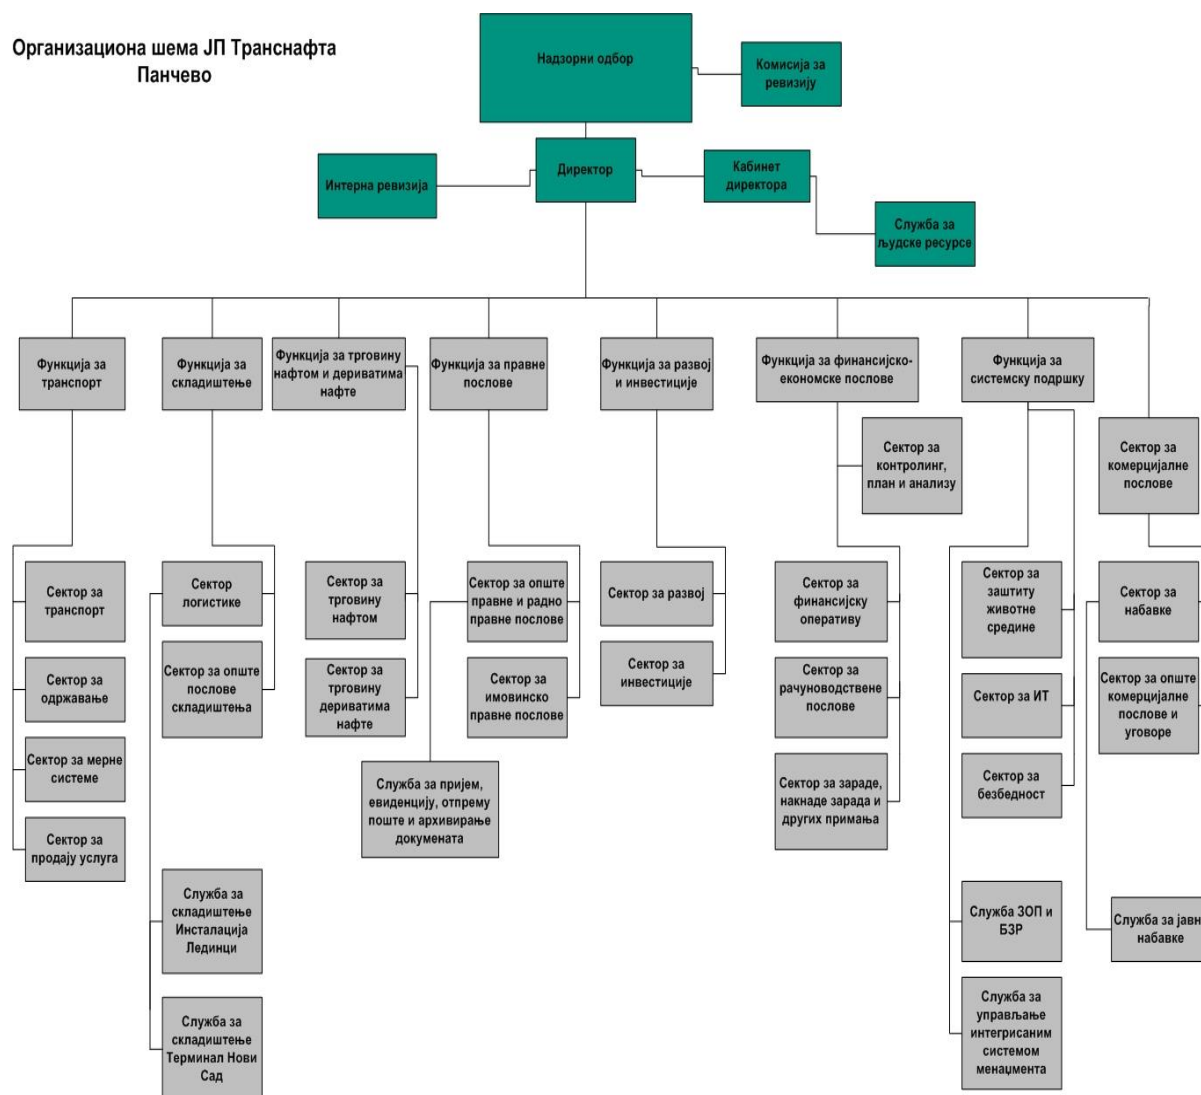 Организациона шема ЈП Транснафта
Панчево
Надзорни одбор
Комисија за
ревизију
Директор
Интерна ревизија
Кабинет
директора
Служба за
људске ресурсе
Функција за
транспорт
Функција за
складиштење
Функција за трговину
нафтом и дериватима
нафте
Функција за правне
послове
Функција за развој
и инвестиције
Функција за финансијско-
економске послове
Функција за
системску подршку
Сектор за
комерцијалне
послове
Сектор за
контролинг,
план и анализу
Сектор за
транспорт
Сектор за
одржавање
Сектор за мерне
системе
Сектор за
продају услуга
Сектор
логистике
Сектор за опште
послове
складиштења
Служба за
складиштење
Инсталација
Лединци
Служба за
складиштење
Терминал Нови
Сад
Сектор за
трговину
нафтом
Сектор за
трговину
дериватима
нафте
Сектор за опште
правне и радно
правне послове
Сектор за
имовинско
правне послове
Служба за пријем,
евиденцију, отпрему
поште и архивирање
докумената
Сектор за развој
Сектор за
инвестиције
Сектор за
финансијску
оперативу
Сектор за
рачуноводствене
послове
Сектор за зараде,
накнаде зарада и
других примања
Сектор за
заштиту
животне
средине
Сектор за ИТ
Сектор за
безбедност
Служба ЗОП и
БЗР
Служба за
управљање
интегрисаним
системом
менаџмента
Сектор за
набавке
Сектор за опште
комерцијалне
послове и
уговоре
Служба за јавн
набавке